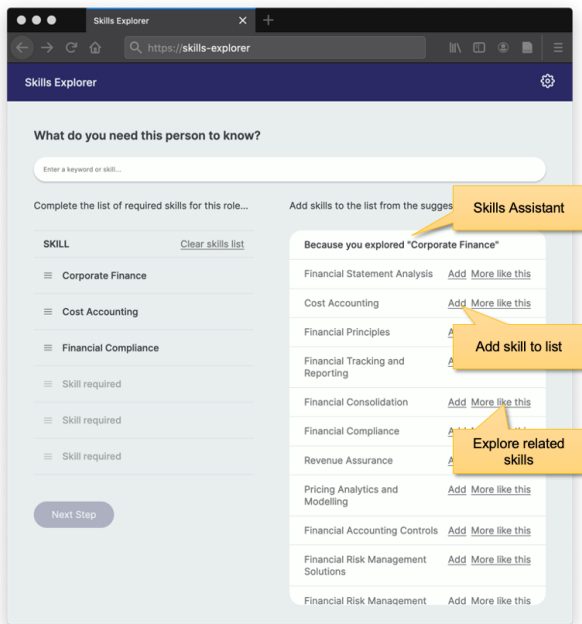 Skills Explorer
https://skills-explorer
Skills Explorer
What do you need this person to know?
Enter a keyword or skill...
Complete the list of required skills for this role...
SKILL Clear skills list
Corporate Finance
Cost Accounting
Financial Compliance
Skill required
Skill required
Skill required
Next Step
Add skills to the list from the
Skills Assistant
Because you explored "Corporate Finance"
Financial Statement Analysis Add More like this
Cost Accounting Add More like this
Financial Principles
Add skill to list
Financial Tracking and
Reporting
Financial Consolidation Add More like this
Financial Compliance
Explore related
skills
Revenue Assurance
Pricing Analytics and
Modelling Add More like this
Financial Accounting Controls Add More like this
Financial Risk Management
Solutions Add More like this
Financial Risk Management Add More like this